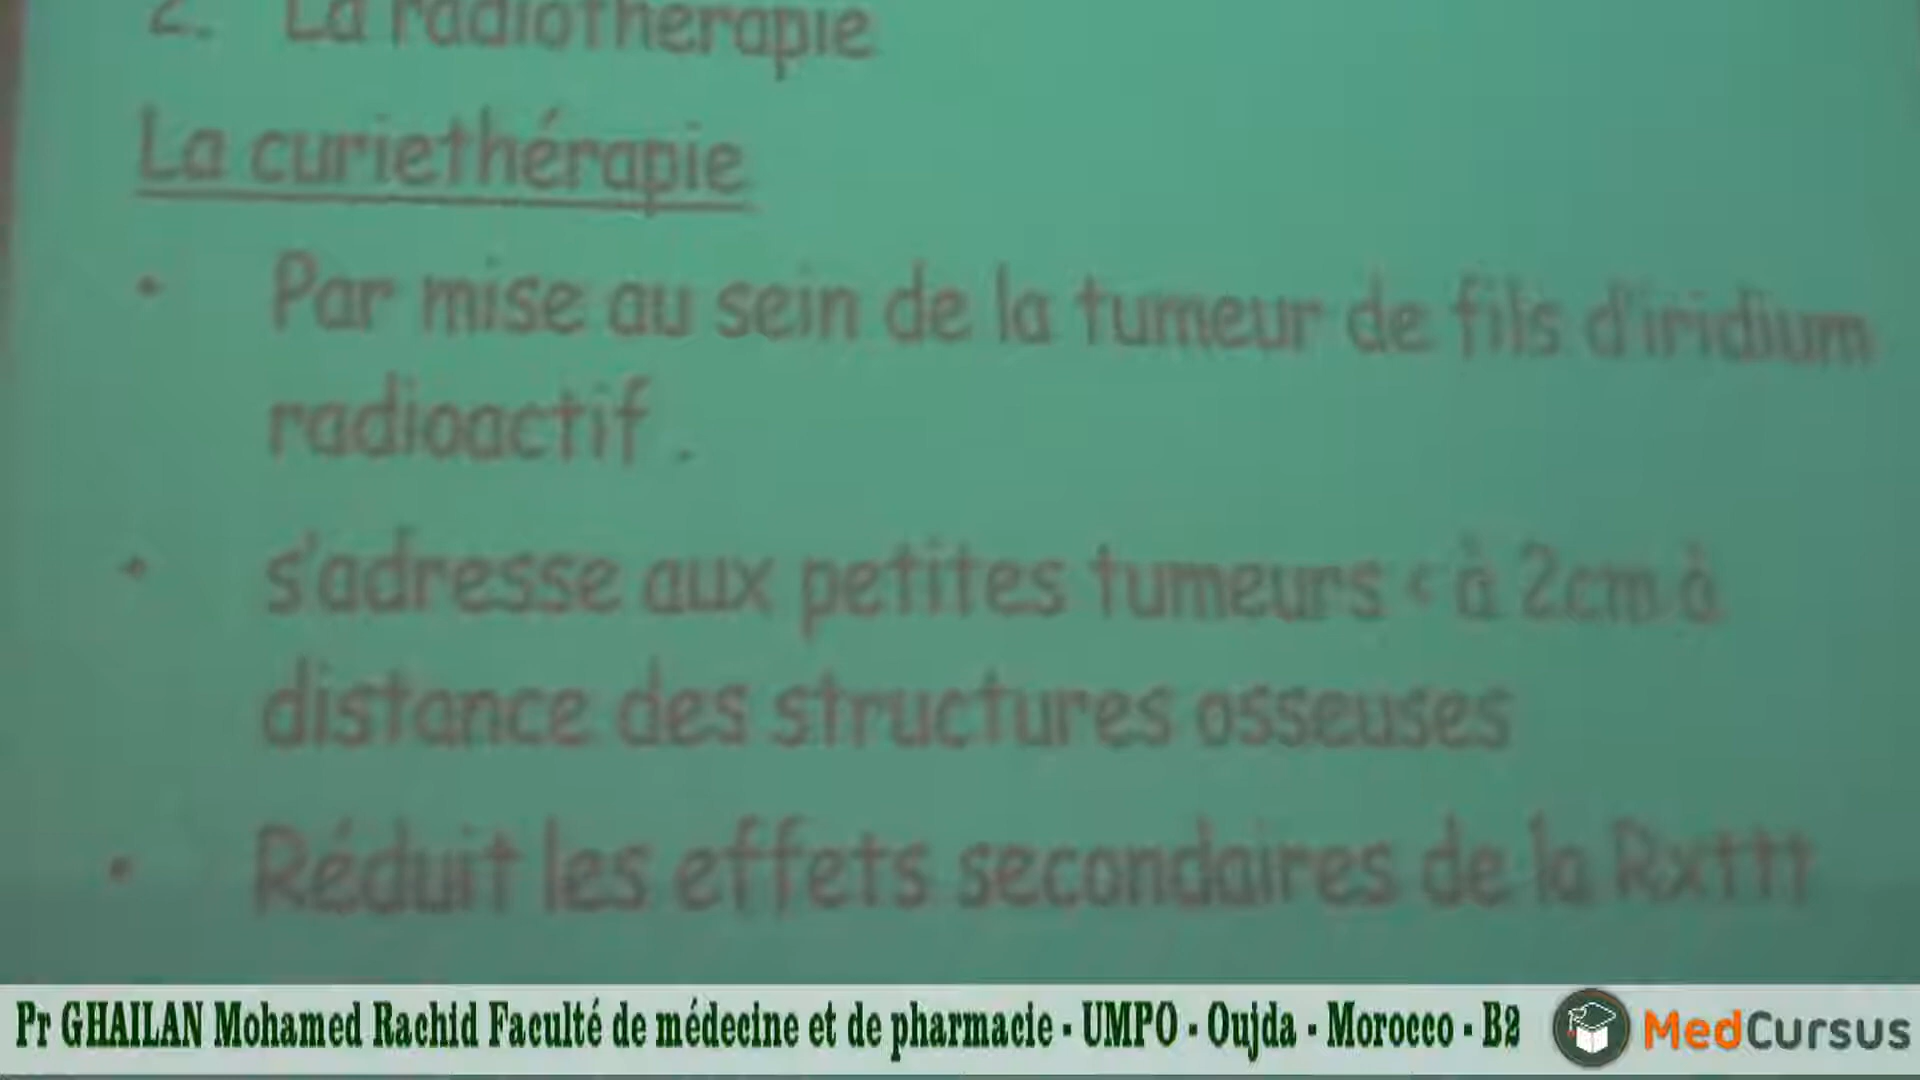 2. La radiothérapie
La curiethérapie
• Par mise au sein de la tumeur de fils d'iridium
radioactif .
• s'adresse aux petites tumeurs < à 2cm à
distance des structures osseuses
• Réduit les effets secondaires de la Rxttt
Pr GHAILAN Mohamed Rachid Faculté de médecine et de pharmacie - UMPO - Oujda - Morocco - B2
MedCursus